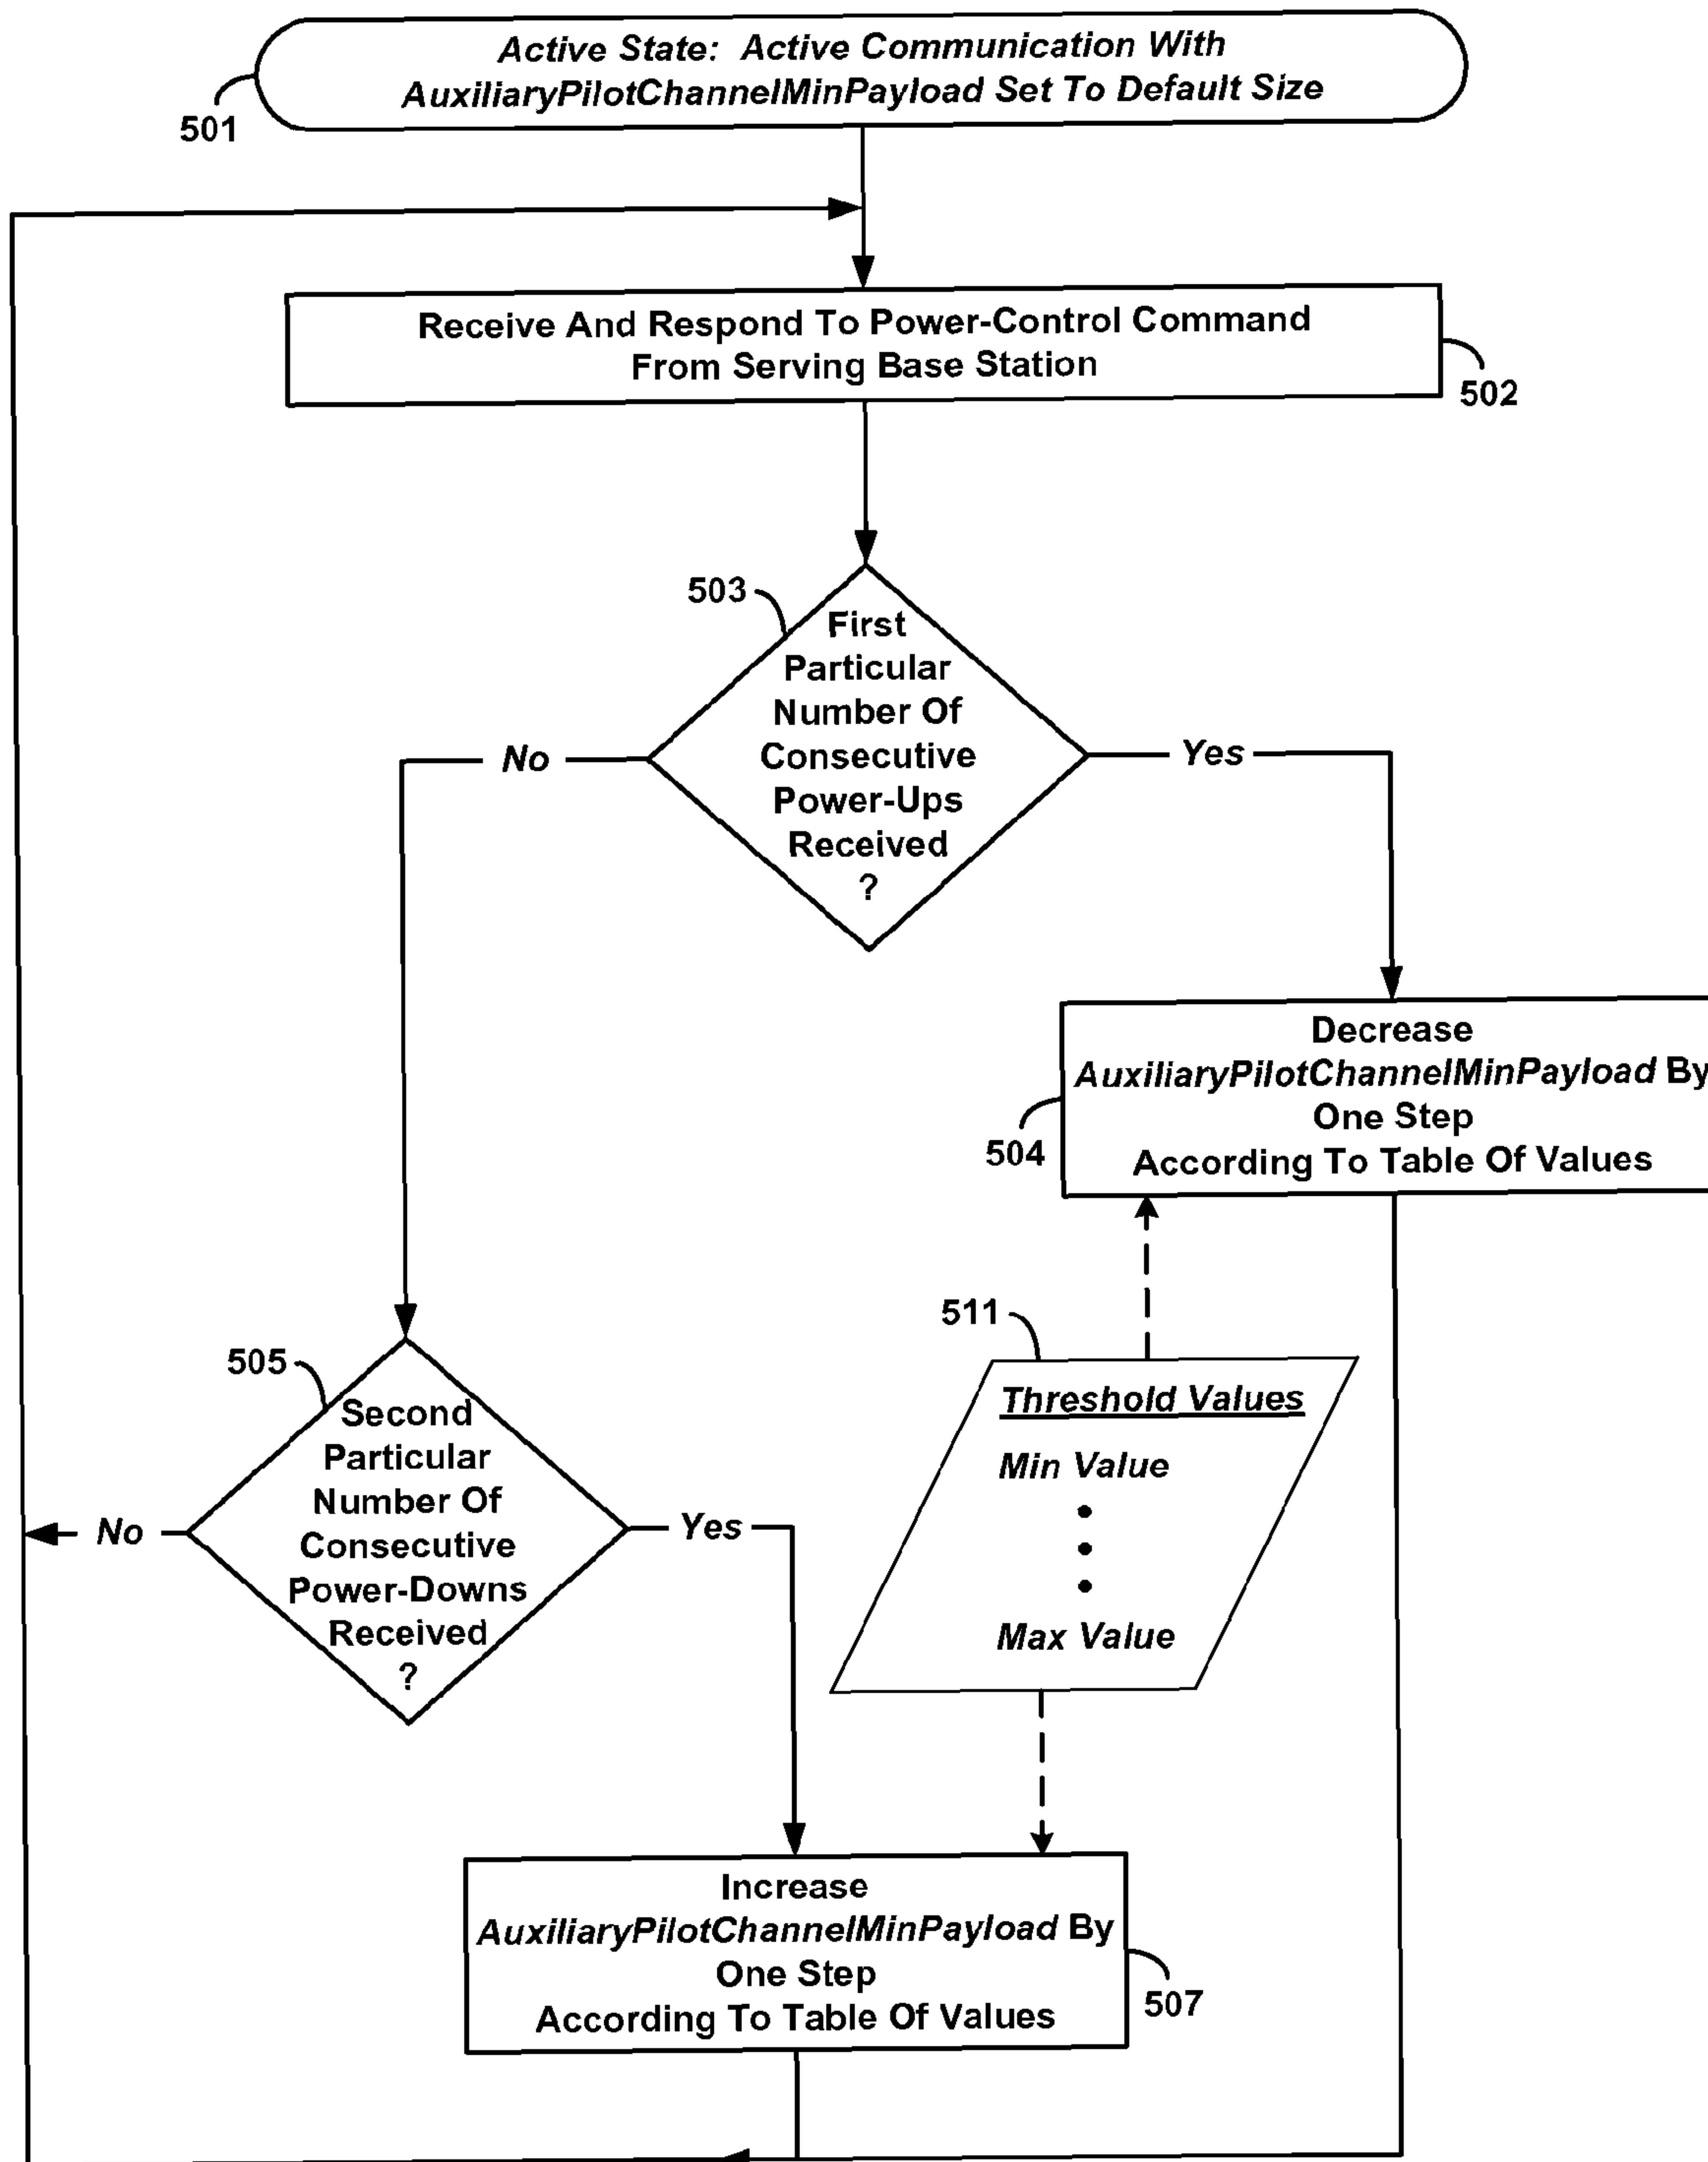 Active State: Active Communication With
AuxiliaryPilotChannelMinPayload Set To Default Size
501
Receive And Respond To Power-Control Command
From Serving Base Station
502
503
First
Particular
Number Of
Consecutive
Power-Ups
Received
?
No
Yes
Decrease
AuxiliaryPilotChannelMinPayload By
One Step
According To Table Of Values
504
511
Threshold Values
Min Value
•
•
•
Max Value
505
Second
Particular
Number Of
Consecutive
Power-Downs
Received
?
No
Yes
Increase
AuxiliaryPilotChannelMinPayload By
One Step
According To Table Of Values
507